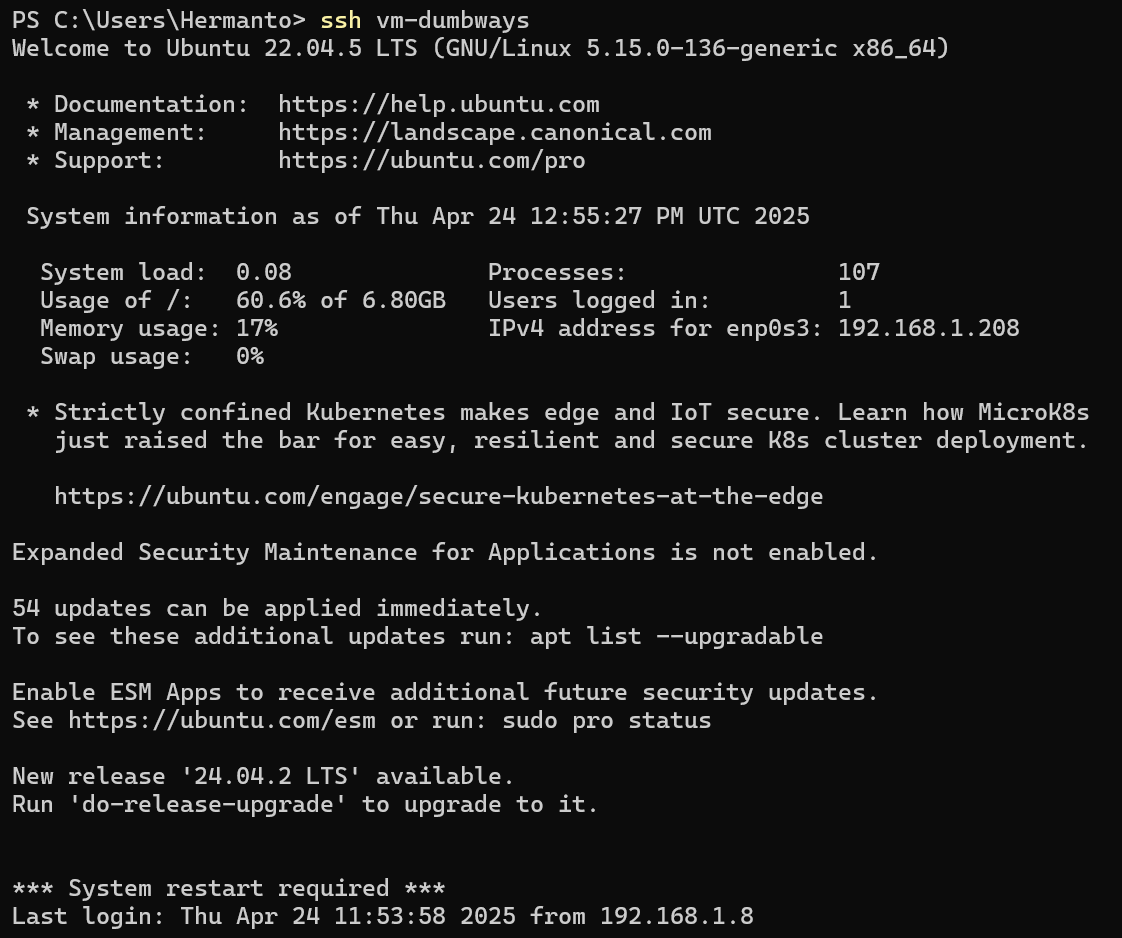 PS C:\Users\Hermanto> ssh vm-dumbways
Welcome to Ubuntu 22.04.5 LTS (GNU/Linux 5.15.0-136-generic x86_64)
* Documentation:  https://help.ubuntu.com
* Management:     https://landscape.canonical.com
* Support:        https://ubuntu.com/pro
System information as of Thu Apr 24 12:55:27 PM UTC 2025
System load:  0.08              Processes:               107
Usage of /:   60.6% of 6.80GB   Users logged in:         1
Memory usage: 17%               IPv4 address for enp0s3: 192.168.1.208
Swap usage:   0%
* Strictly confined Kubernetes makes edge and IoT secure. Learn how MicroK8s
just raised the bar for easy, resilient and secure K8s cluster deployment.
https://ubuntu.com/engage/secure-kubernetes-at-the-edge
Expanded Security Maintenance for Applications is not enabled.
54 updates can be applied immediately.
To see these additional updates run: apt list --upgradable
Enable ESM Apps to receive additional future security updates.
See https://ubuntu.com/esm or run: sudo pro status
New release '24.04.2 LTS' available.
Run 'do-release-upgrade' to upgrade to it.
*** System restart required ***
Last login: Thu Apr 24 11:53:58 2025 from 192.168.1.8